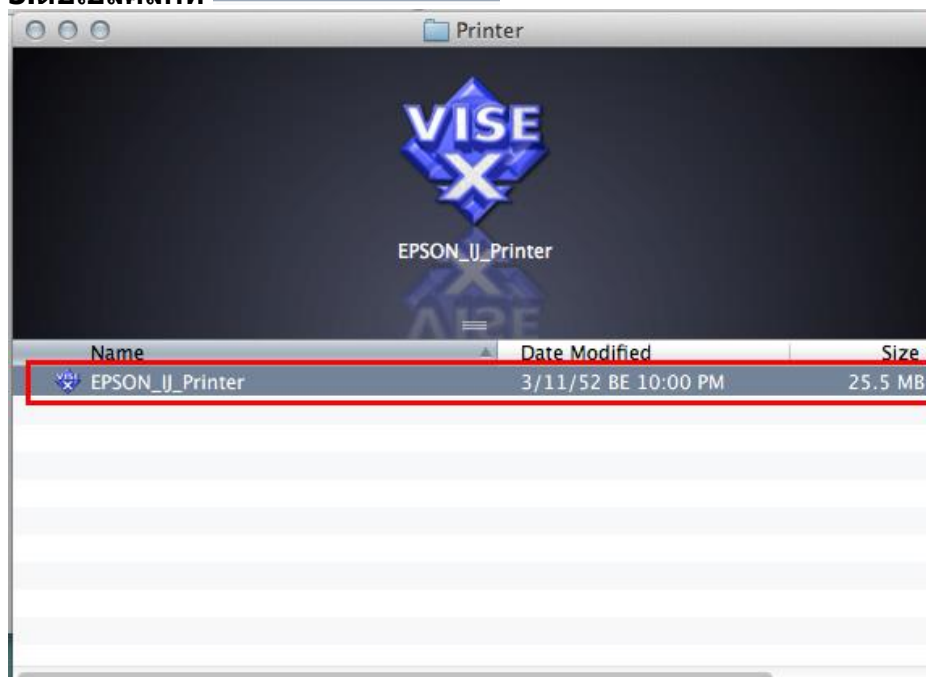 Printer
VISE
X
EPSON_IJ_Printer
Name Date Modified Size
EPSON_IJ_Printer 3/11/52 BE 10:00 PM 25.5 MB